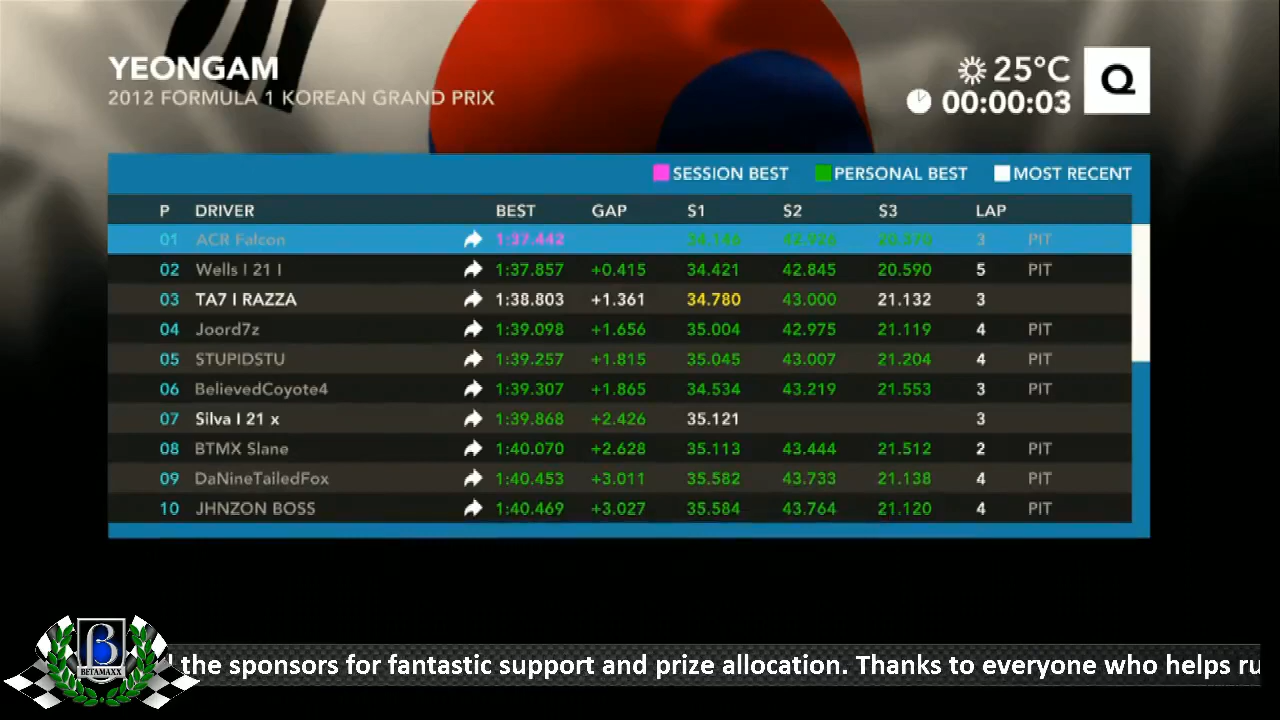 YEONGAM
2012 FORMULA 1 KOREAN GRAND PRIX
25°C
00:00:03
Q
SESSION BEST PERSONAL BEST MOST RECENT
P DRIVER BEST GAP S1 S2 S3 LAP
01 ACR Falcon 1:37.442 34.146 42.926 20.370 3 PIT
02 Wells I 21 I 1:37.857 +0.415 34.421 42.845 20.590 5 PIT
03 TA7 I RAZZA 1:38.803 +1.361 34.780 43.000 21.132 3
04 Joord7z 1:39.098 +1.656 35.004 42.975 21.119 4 PIT
05 STUPIDSTU 1:39.257 +1.815 35.045 43.007 21.204 4 PIT
06 BelievedCoyote4 1:39.307 +1.865 34.534 43.219 21.553 3 PIT
07 Silva I 21 x 1:39.868 +2.426 35.121 3
08 BTMX Slane 1:40.070 +2.628 35.113 43.444 21.512 2 PIT
09 DaNineTailedFox 1:40.453 +3.011 35.582 43.733 21.138 4 PIT
10 JHNZON BOSS 1:40.469 +3.027 35.584 43.764 21.120 4 PIT
the sponsors for fantastic support and prize allocation. Thanks to everyone who helps ru
BETAMAXX